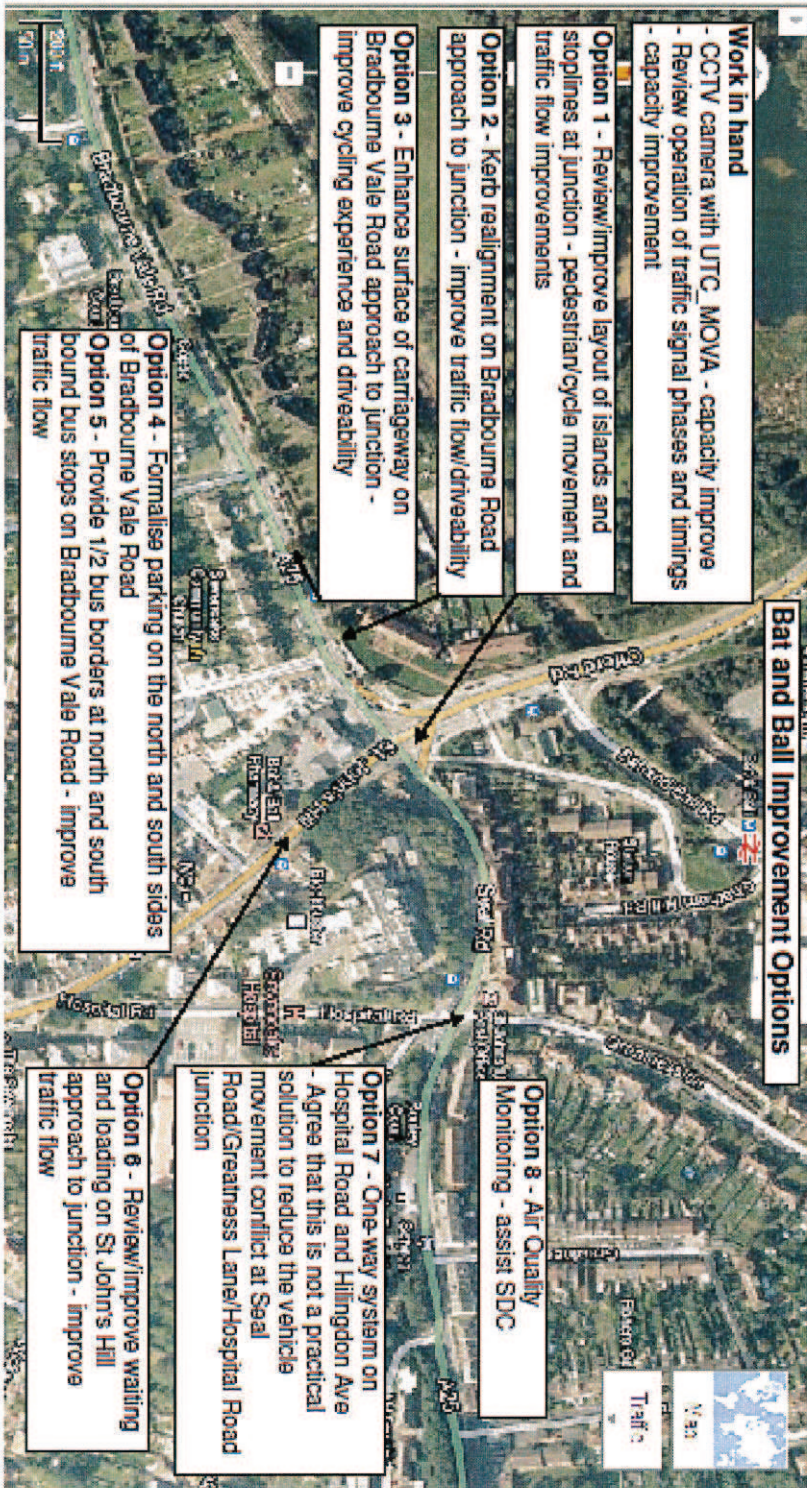 Bat and Ball Improvement Options
Work in hand
- CCTV camera with UTC_MOVA - capacity improve
- Review operation of traffic signal phases and timings
- capacity improvement
Option 1 - Review/improve layout of islands and
stoplines at junction - pedestrian/cycle movement and
traffic flow improvements
Option 2 - Kerb realignment on Bradbourne Road
approach to junction - improve traffic flow/driveability
Option 3 - Enhance surface of carriageway on
Bradbourne Vale Road approach to junction -
improve cycling experience and driveability
Option 4 - Formalise parking on the north and south sides
of Bradbourne Vale Road
Option 5 - Provide 1/2 bus borders at north and south
bound bus stops on Bradbourne Vale Road - improve
traffic flow
Option 8 - Air Quality
Monitoring - assist SDC
Option 7 - One-way system on
Hospital Road and Hillingdon Ave
- Agree that this is not a practical
solution to reduce the vehicle
movement conflict at Seal
Road/Greatness Lane/Hospital Road
junction
Option 6 - Review/improve waiting
and loading on St John's Hill
approach to junction - improve
traffic flow
Map
Traffic
Otford Rd
Bradbourne Vale Rd
A25
Seal Rd
Hospital Rd
Hospital Rd
Hospital
H
A25
200 ft
50 m